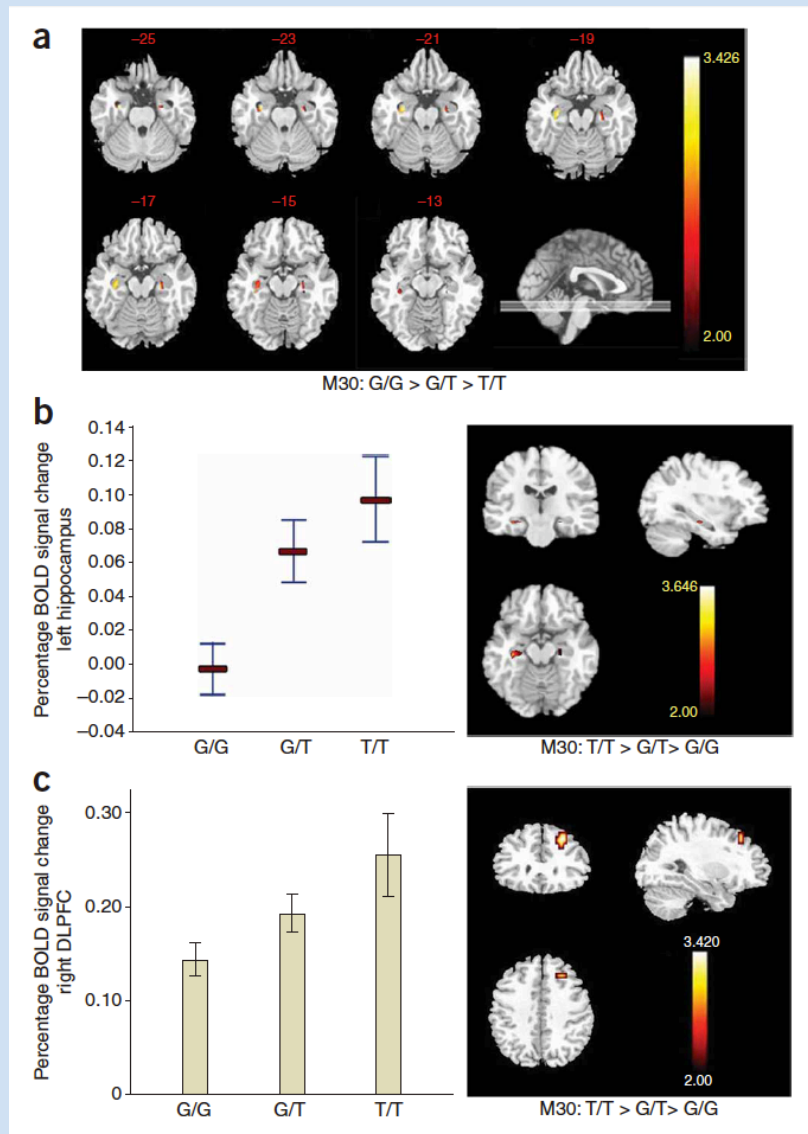 a
−25 −23 −21 −19
3.426
−17 −15 −13
2.00
M30: G/G > G/T > T/T
b
Percentage BOLD signal change
left hippocampus
0.14
0.12
0.10
0.08
0.06
0.04
0.02
0.00
−0.02
−0.04
G/G G/T T/T
3.646
2.00
M30: T/T > G/T> G/G
c
Percentage BOLD signal change
right DLPFC
0.30
0.20
0.10
0
G/G G/T T/T
3.420
2.00
M30: T/T > G/T> G/G